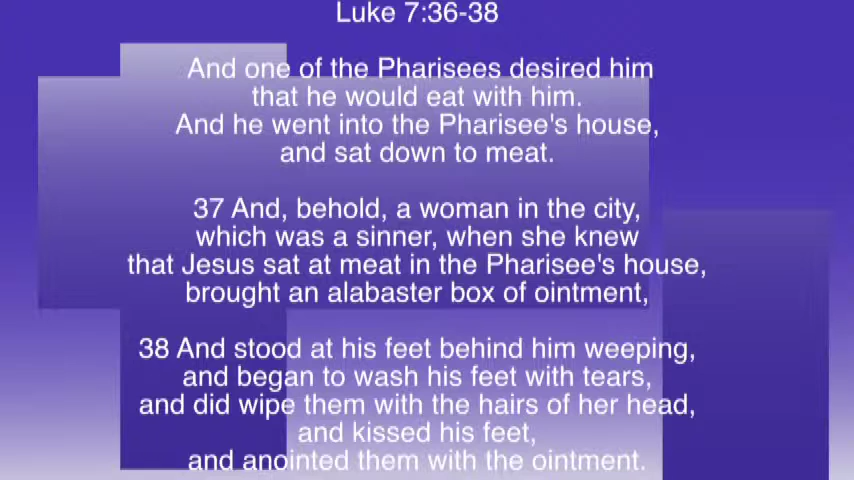 Luke 7:36-38
And one of the Pharisees desired him
that he would eat with him.
And he went into the Pharisee's house,
and sat down to meat.
37 And, behold, a woman in the city,
which was a sinner, when she knew
that Jesus sat at meat in the Pharisee's house,
brought an alabaster box of ointment,
38 And stood at his feet behind him weeping,
and began to wash his feet with tears,
and did wipe them with the hairs of her head,
and kissed his feet,
and anointed them with the ointment.